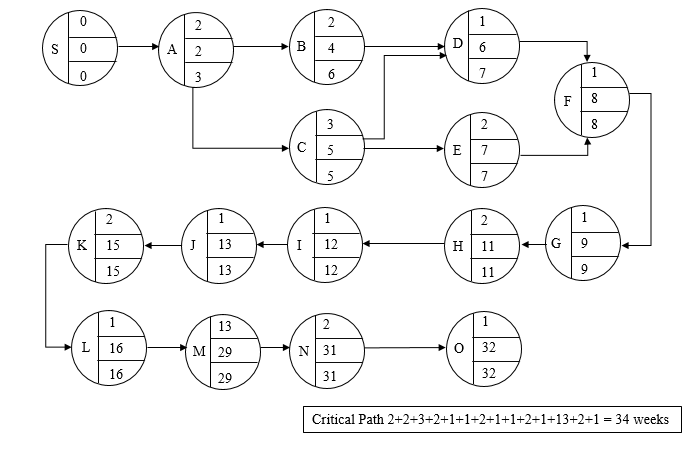 S 0 0 0
A 2 2 3
B 2 4 6
D 1 6 7
F 1 8 8
C 3 5 5
E 2 7 7
K 2 15 15
J 1 13 13
I 1 12 12
H 2 11 11
G 1 9 9
L 1 16 16
M 13 29 29
N 2 31 31
O 1 32 32
Critical Path 2+2+3+2+1+1+2+1+1+2+1+13+2+1 = 34 weeks